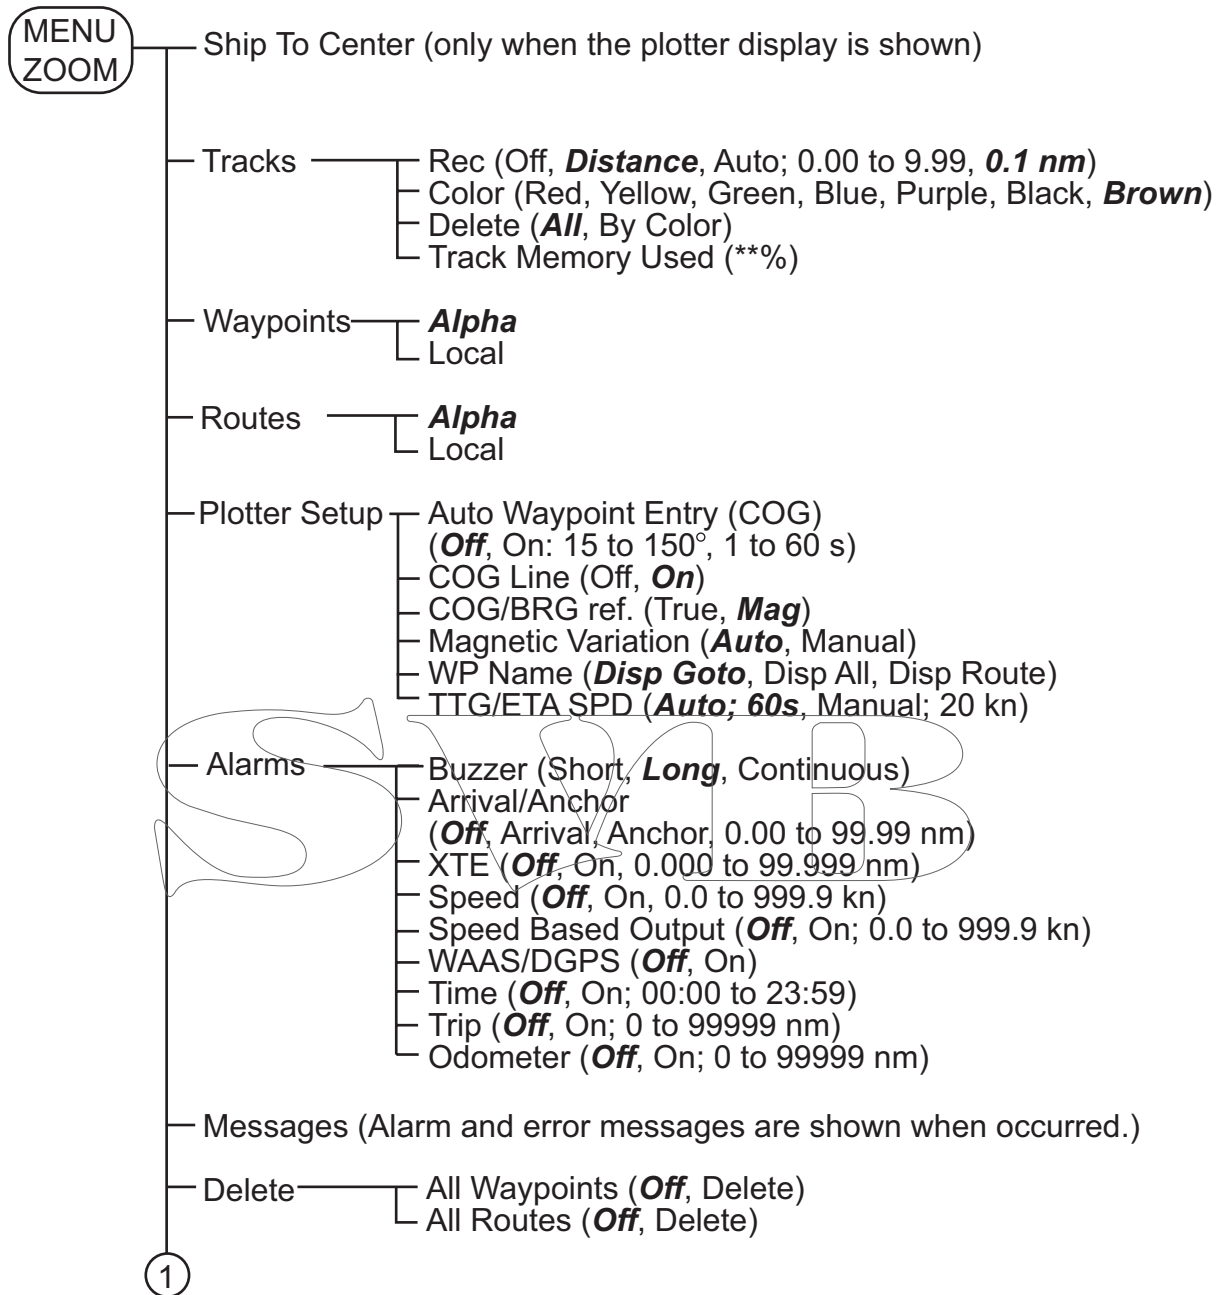 MENU
ZOOM
Ship To Center (only when the plotter display is shown)
Tracks
Rec (Off, Distance, Auto; 0.00 to 9.99, 0.1 nm)
Color (Red, Yellow, Green, Blue, Purple, Black, Brown)
Delete (All, By Color)
Track Memory Used (**%)
Waypoints
Alpha
Local
Routes
Alpha
Local
Plotter Setup
Auto Waypoint Entry (COG)
(Off, On: 15 to 150°, 1 to 60 s)
COG Line (Off, On)
COG/BRG ref. (True, Mag)
Magnetic Variation (Auto, Manual)
WP Name (Disp Goto, Disp All, Disp Route)
TTG/ETA SPD (Auto; 60s, Manual; 20 kn)
Alarms
Buzzer (Short, Long, Continuous)
Arrival/Anchor
(Off, Arrival, Anchor, 0.00 to 99.99 nm)
XTE (Off, On, 0.000 to 99.999 nm)
Speed (Off, On, 0.0 to 999.9 kn)
Speed Based Output (Off, On; 0.0 to 999.9 kn)
WAAS/DGPS (Off, On)
Time (Off, On; 00:00 to 23:59)
Trip (Off, On; 0 to 99999 nm)
Odometer (Off, On; 0 to 99999 nm)
Messages (Alarm and error messages are shown when occurred.)
Delete
All Waypoints (Off, Delete)
All Routes (Off, Delete)
1
SVB